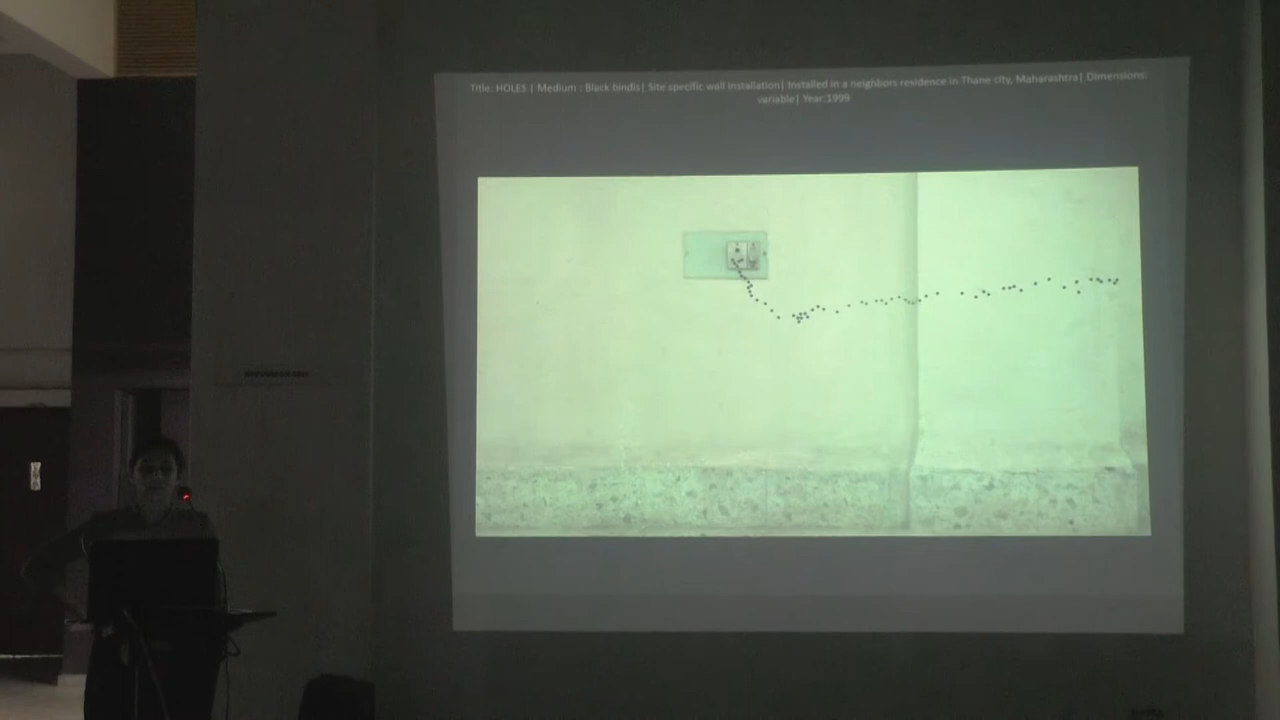 Title: HOLES | Medium : Black bindis| Site specific wall installation| Installed in a neighbors residence in Thane city, Maharashtra| Dimensions:
variable| Year:1999